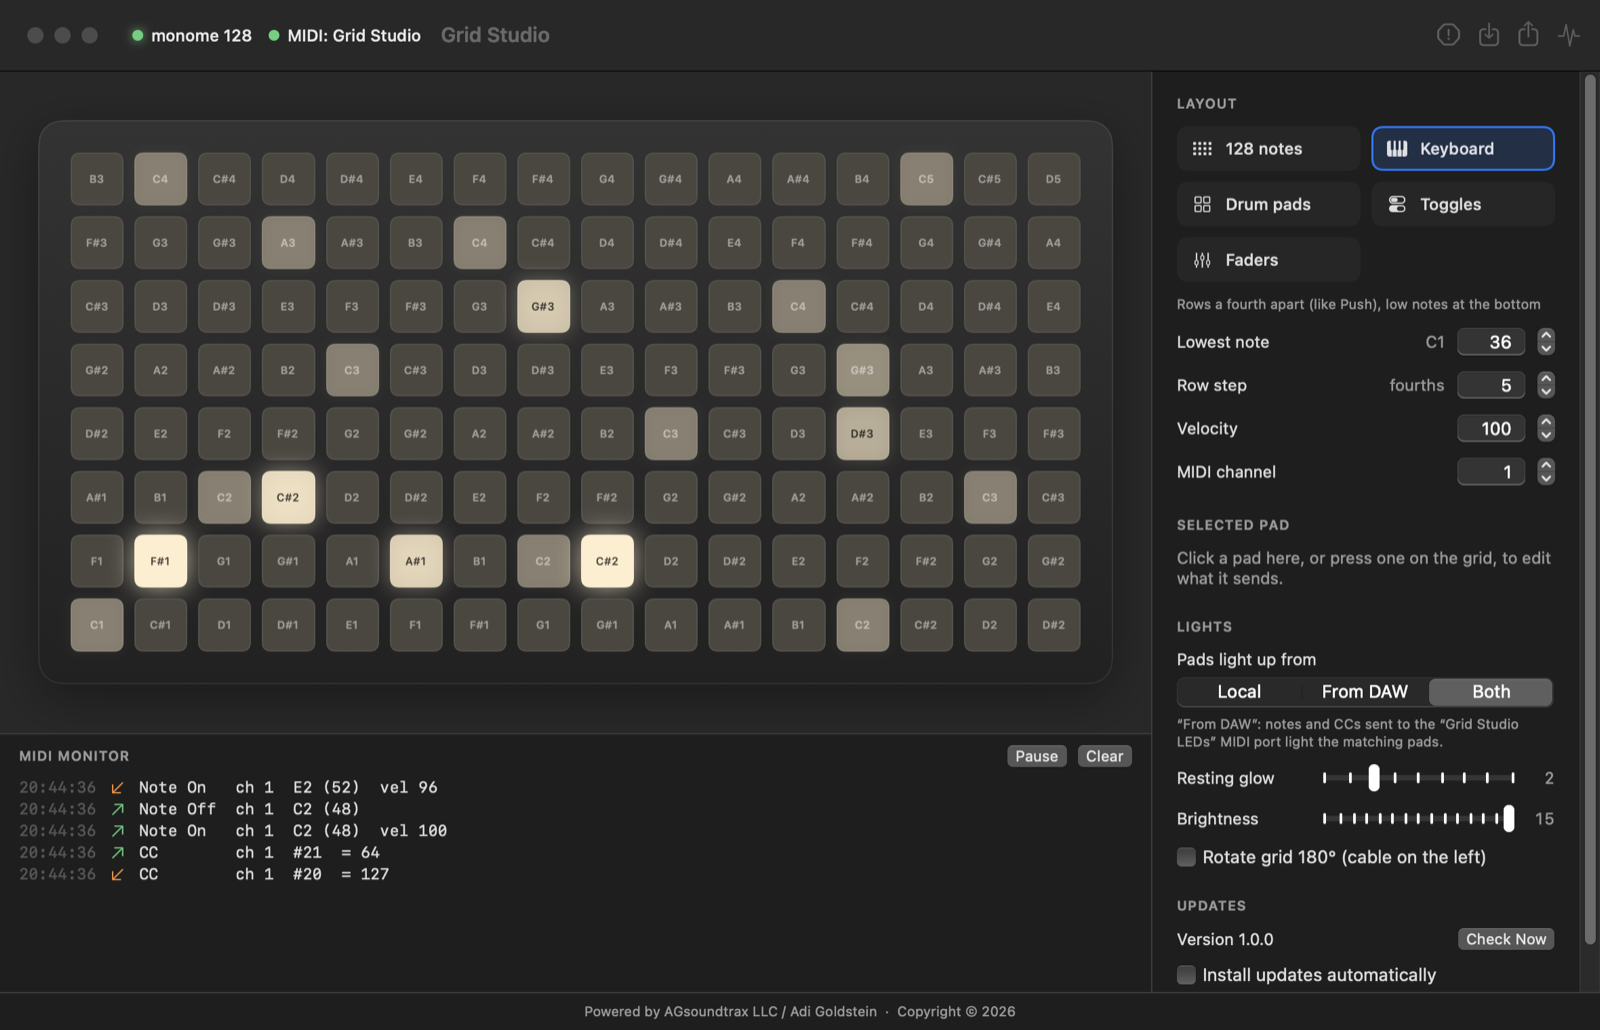 monome 128 MIDI: Grid Studio Grid Studio
B3 C4 C#4 D4 D#4 E4 F4 F#4 G4 G#4 A4 A#4 B4 C5 C#5 D5
F#3 G3 G#3 A3 A#3 B3 C4 C#4 D4 D#4 E4 F4 F#4 G4 G#4 A4
C#3 D3 D#3 E3 F3 F#3 G3 G#3 A3 A#3 B3 C4 C#4 D4 D#4 E4
G#2 A2 A#2 B2 C3 C#3 D3 D#3 E3 F3 F#3 G3 G#3 A3 A#3 B3
D#2 E2 F2 F#2 G2 G#2 A2 A#2 B2 C3 C#3 D3 D#3 E3 F3 F#3
A#1 B1 C2 C#2 D2 D#2 E2 F2 F#2 G2 G#2 A2 A#2 B2 C3 C#3
F1 F#1 G1 G#1 A1 A#1 B1 C2 C#2 D2 D#2 E2 F2 F#2 G2 G#2
C1 C#1 D1 D#1 E1 F1 F#1 G1 G#1 A1 A#1 B1 C2 C#2 D2 D#2
MIDI MONITOR Pause Clear
20:44:36 Note On ch 1 E2 (52) vel 96
20:44:36 Note Off ch 1 C2 (48)
20:44:36 Note On ch 1 C2 (48) vel 100
20:44:36 CC ch 1 #21 = 64
20:44:36 CC ch 1 #20 = 127
LAYOUT
128 notes Keyboard
Drum pads Toggles
Faders
Rows a fourth apart (like Push), low notes at the bottom
Lowest note C1 36
Row step fourths 5
Velocity 100
MIDI channel 1
SELECTED PAD
Click a pad here, or press one on the grid, to edit
what it sends.
LIGHTS
Pads light up from
Local From DAW Both
“From DAW”: notes and CCs sent to the “Grid Studio
LEDs” MIDI port light the matching pads.
Resting glow 2
Brightness 15
Rotate grid 180° (cable on the left)
UPDATES
Version 1.0.0 Check Now
Install updates automatically
Powered by AGsoundtrax LLC / Adi Goldstein · Copyright © 2026